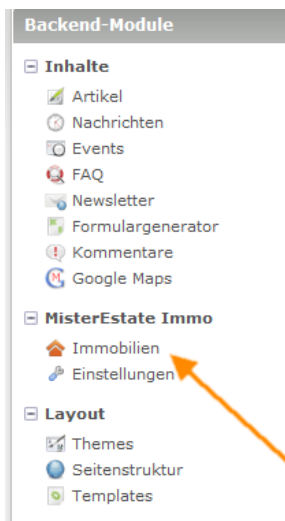 Backend-Module
Inhalte
Artikel
Nachrichten
Events
FAQ
Newsletter
Formulargenerator
Kommentare
Google Maps
MisterEstate Immo
Immobilien
Einstellungen
Layout
Themes
Seitenstruktur
Templates